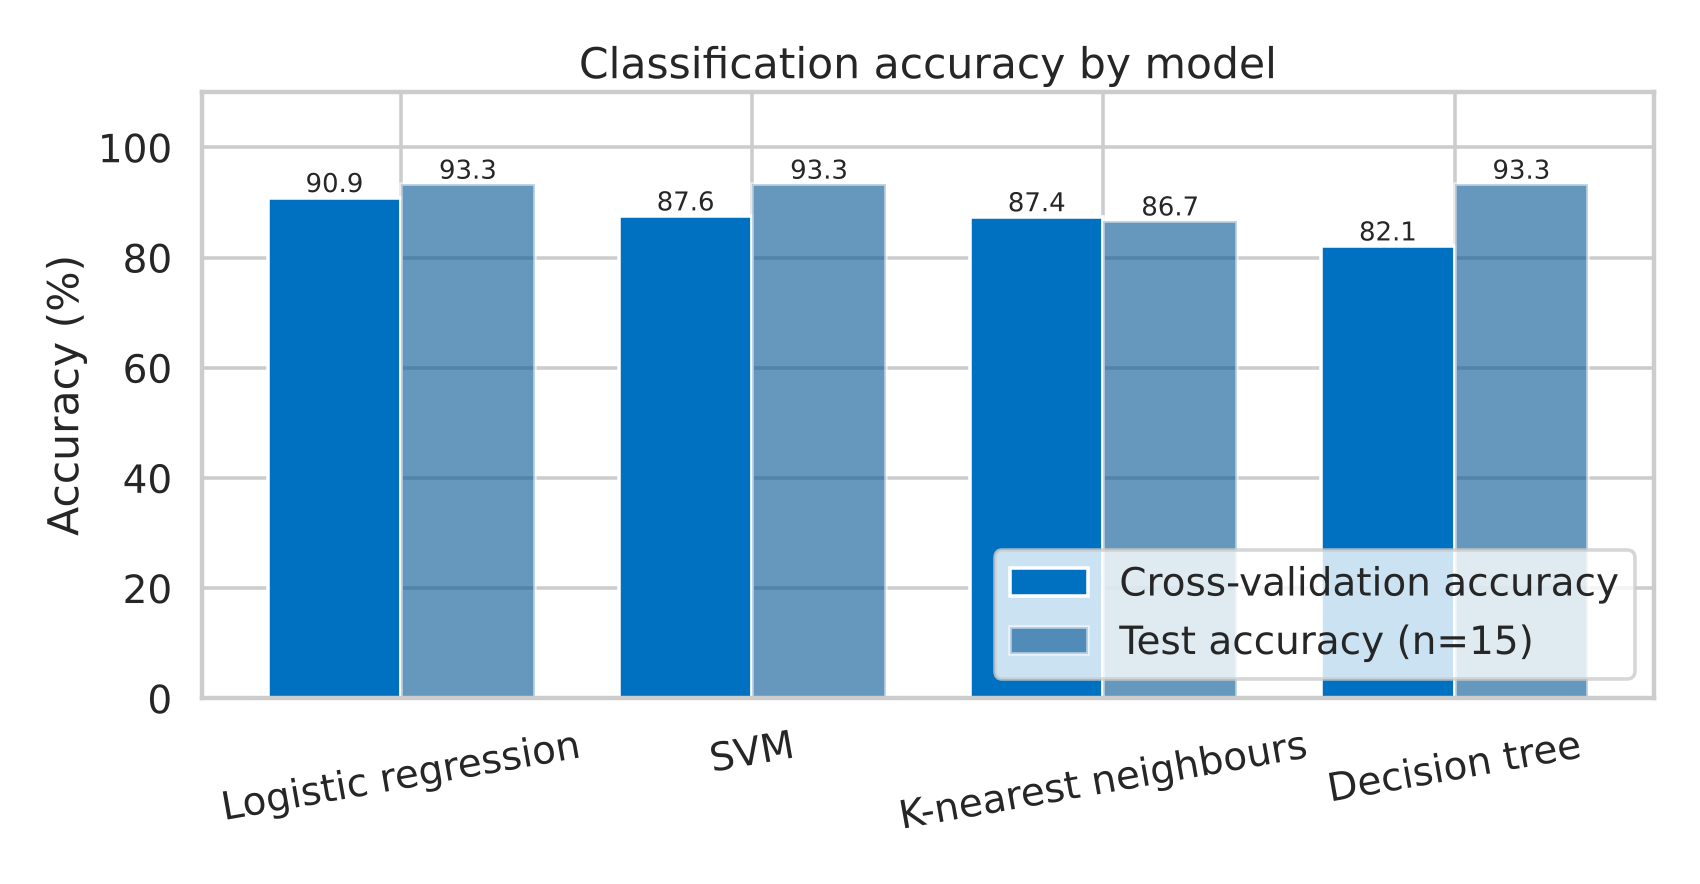 Classification accuracy by model
Accuracy (%)
100
80
60
40
20
0
90.9
93.3
87.6
93.3
87.4
86.7
82.1
93.3
Cross-validation accuracy
Test accuracy (n=15)
Logistic regression
SVM
K-nearest neighbours
Decision tree